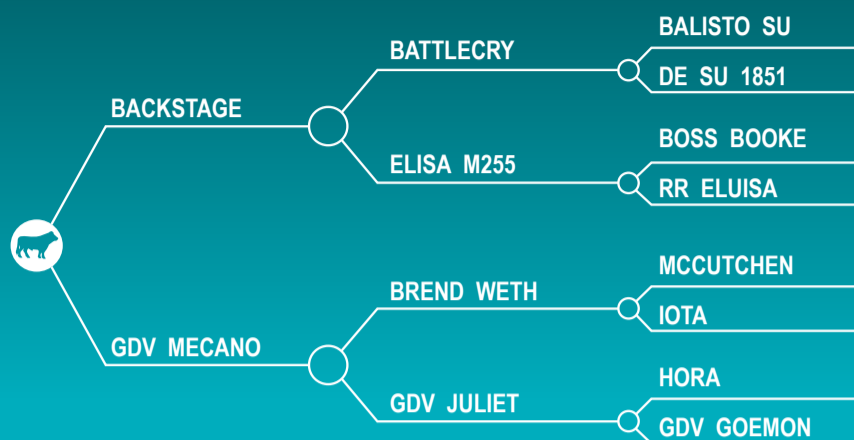 BALISTO SU
BATTLECRY
DE SU 1851
BACKSTAGE
BOSS BOOKE
ELISA M255
RR ELUISA
MCCUTCHEN
BREND WETH
IOTA
GDV MECANO
HORA
GDV JULIET
GDV GOEMON